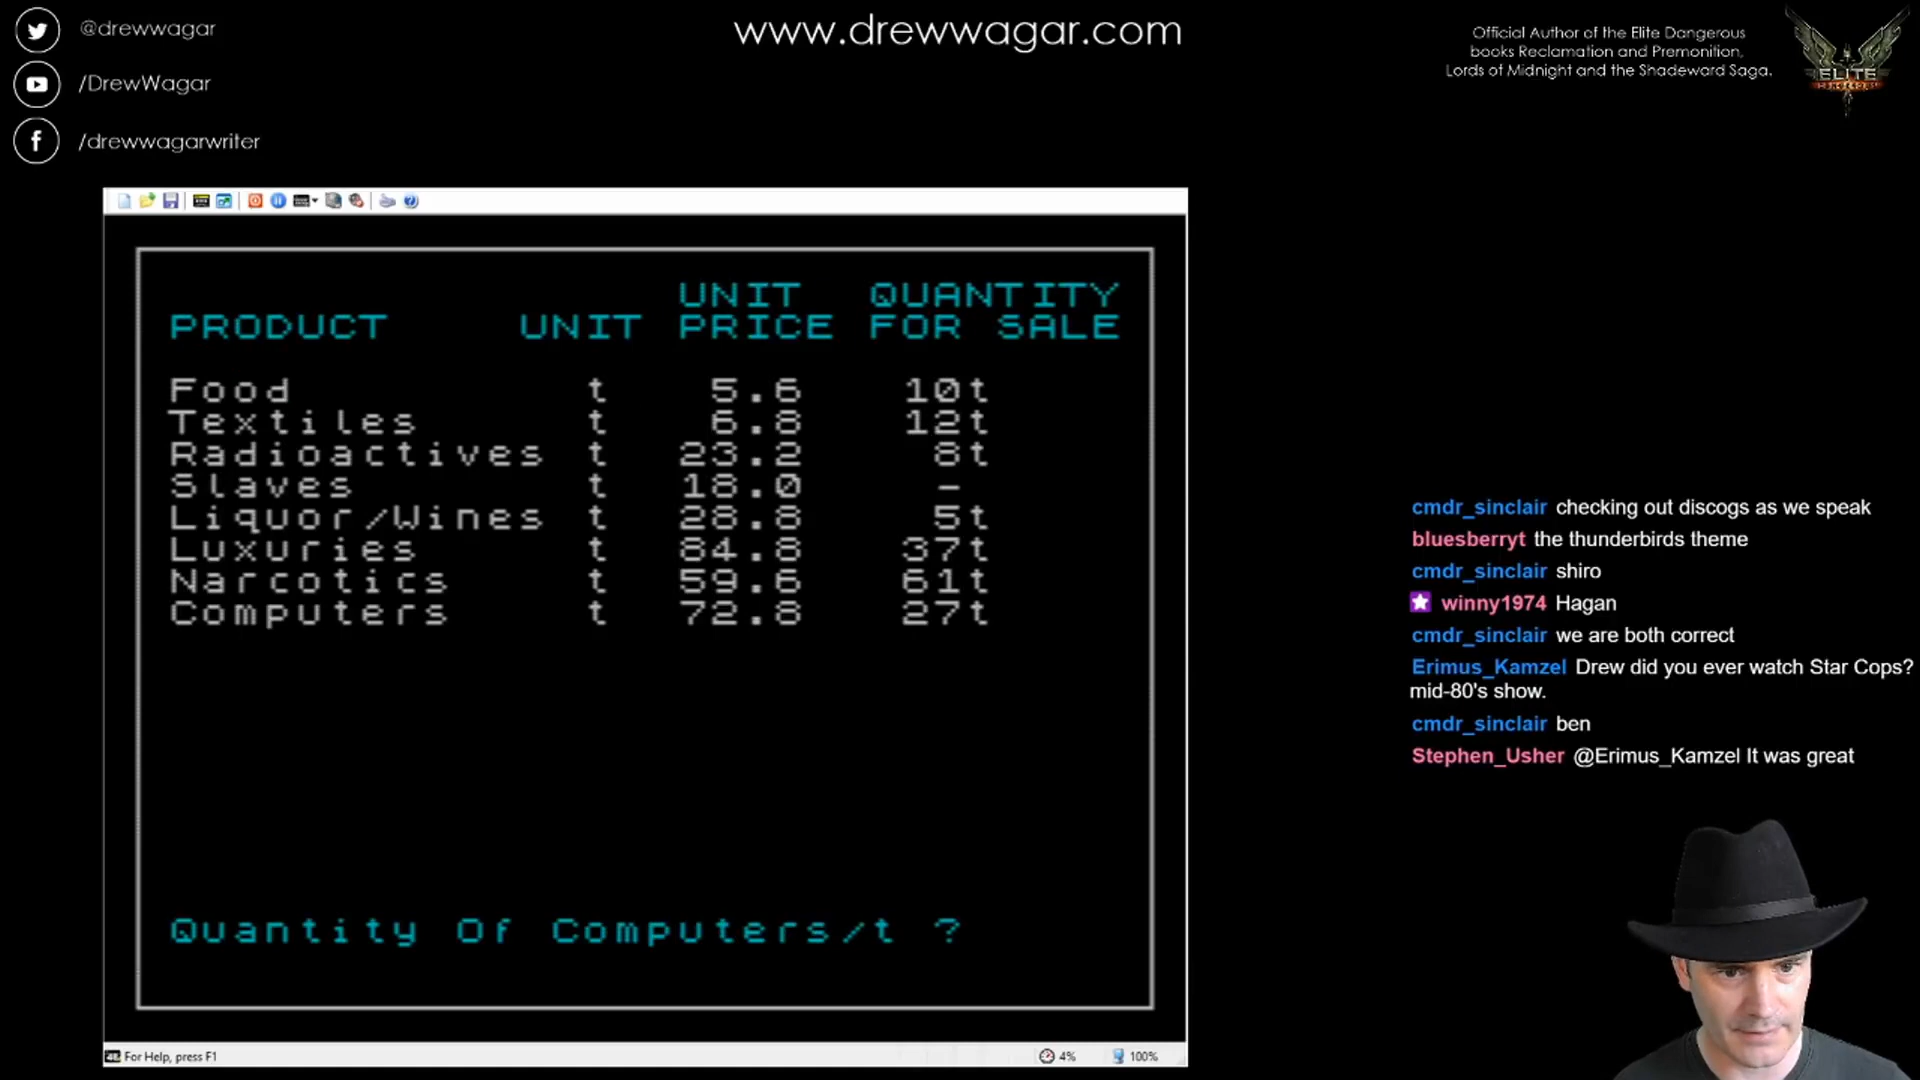 @drewwagar
/DrewWagar
/drewwagarwriter
www.drewwagar.com
Official Author of the Elite Dangerous
books Reclamation and Premonition,
Lords of Midnight and the Shadeward Saga.
ELITE
DANGEROUS
UNIT QUANTITY
PRODUCT UNIT PRICE FOR SALE
Food t 5.6 10t
Textiles t 6.8 12t
Radioactives t 23.2 8t
Slaves t 18.0 -
Liquor/Wines t 28.8 5t
Luxuries t 84.8 37t
Narcotics t 59.6 61t
Computers t 72.8 27t
Quantity Of Computers/t ?
For Help, press F1
4%
100%
cmdr_sinclair checking out discogs as we speak
bluesberryt the thunderbirds theme
cmdr_sinclair shiro
winny1974 Hagan
cmdr_sinclair we are both correct
Erimus_Kamzel Drew did you ever watch Star Cops?
mid-80's show.
cmdr_sinclair ben
Stephen_Usher @Erimus_Kamzel It was great